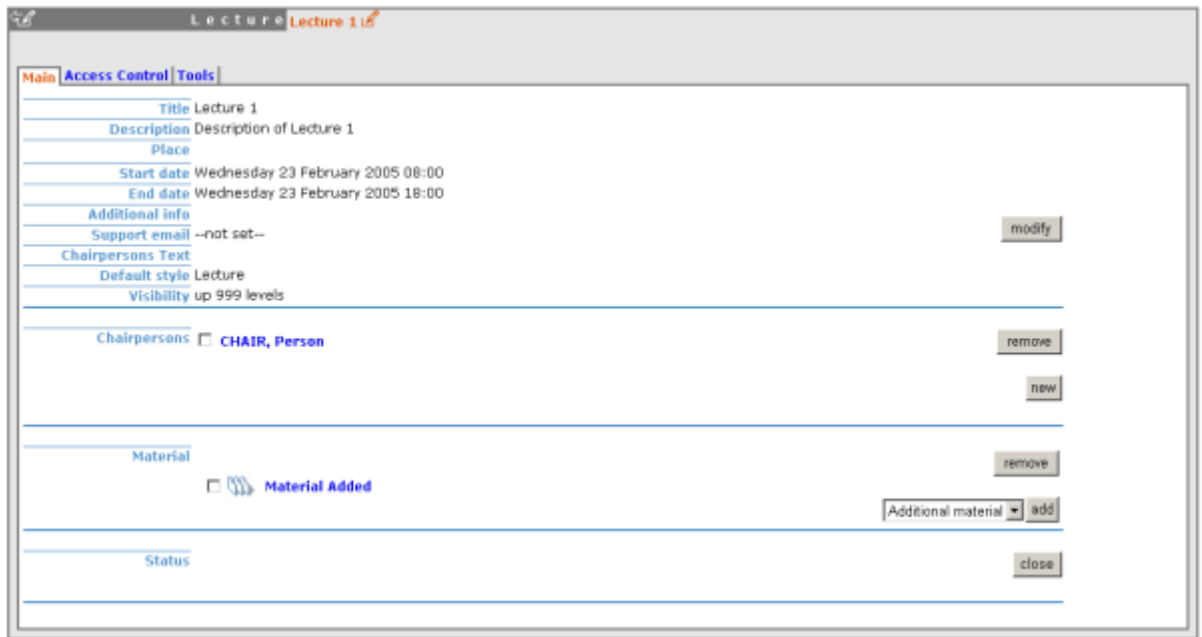 Lecture Lecture 1
Main Access Control Tools
Title Lecture 1
Description Description of Lecture 1
Place
Start date Wednesday 23 February 2005 08:00
End date Wednesday 23 February 2005 18:00
Additional info
Support email --not set-- modify
Chairpersons Text
Default style Lecture
Visibility up 999 levels
Chairpersons CHAIR, Person remove
new
Material remove
Material Added
Additional material add
Status close